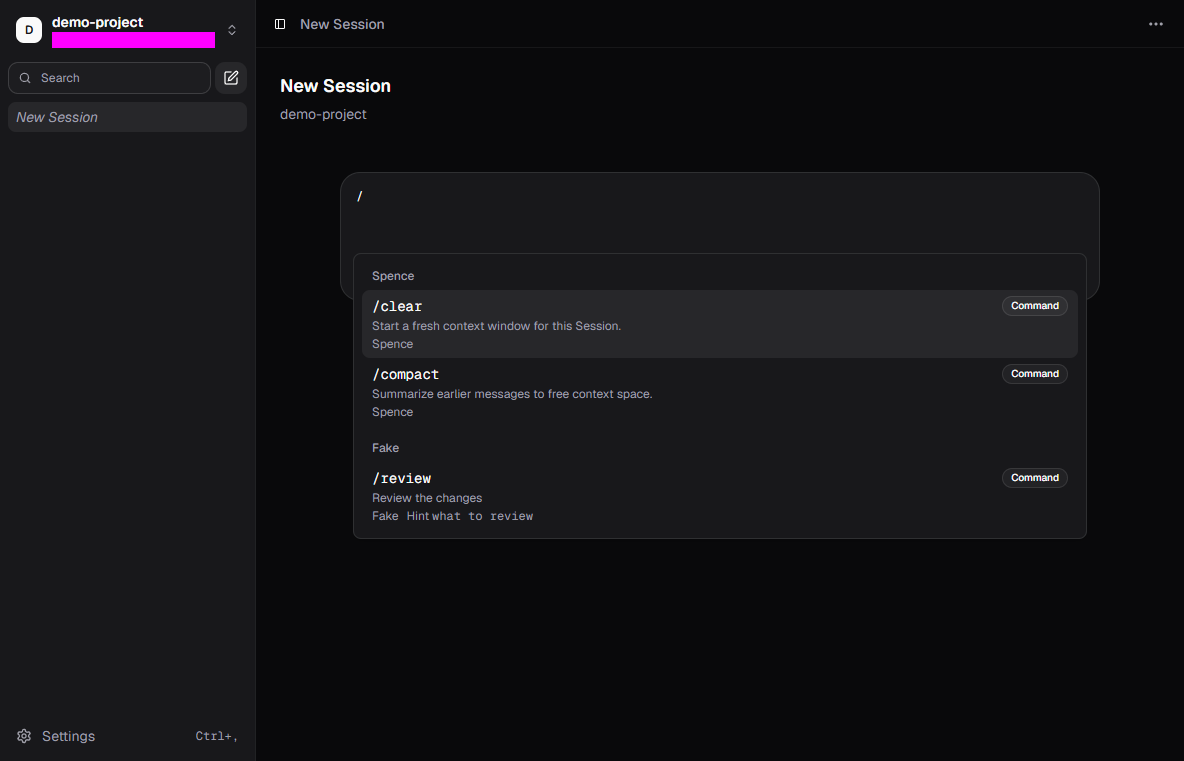 D
demo-project
Search
New Session
Settings
Ctrl+,
New Session
New Session
demo-project
/
Spence
/clear
Command
Start a fresh context window for this Session.
Spence
/compact
Command
Summarize earlier messages to free context space.
Spence
Fake
/review
Command
Review the changes
Fake Hint what to review